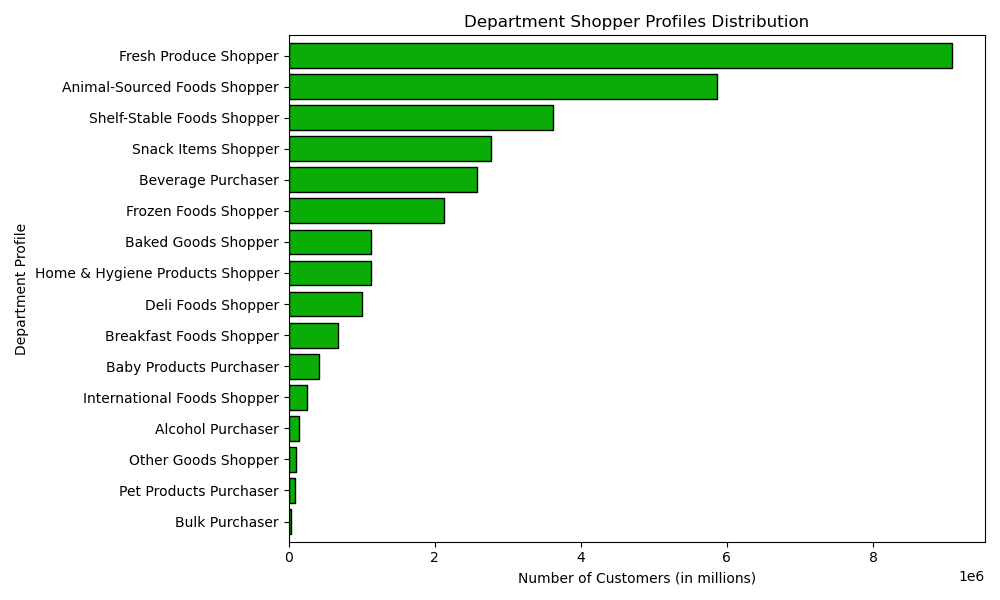 Department Shopper Profiles Distribution
Fresh Produce Shopper
Animal-Sourced Foods Shopper
Shelf-Stable Foods Shopper
Snack Items Shopper
Beverage Purchaser
Frozen Foods Shopper
Baked Goods Shopper
Home & Hygiene Products Shopper
Deli Foods Shopper
Breakfast Foods Shopper
Baby Products Purchaser
International Foods Shopper
Alcohol Purchaser
Other Goods Shopper
Pet Products Purchaser
Bulk Purchaser
Department Profile
0 2 4 6 8
1e6
Number of Customers (in millions)